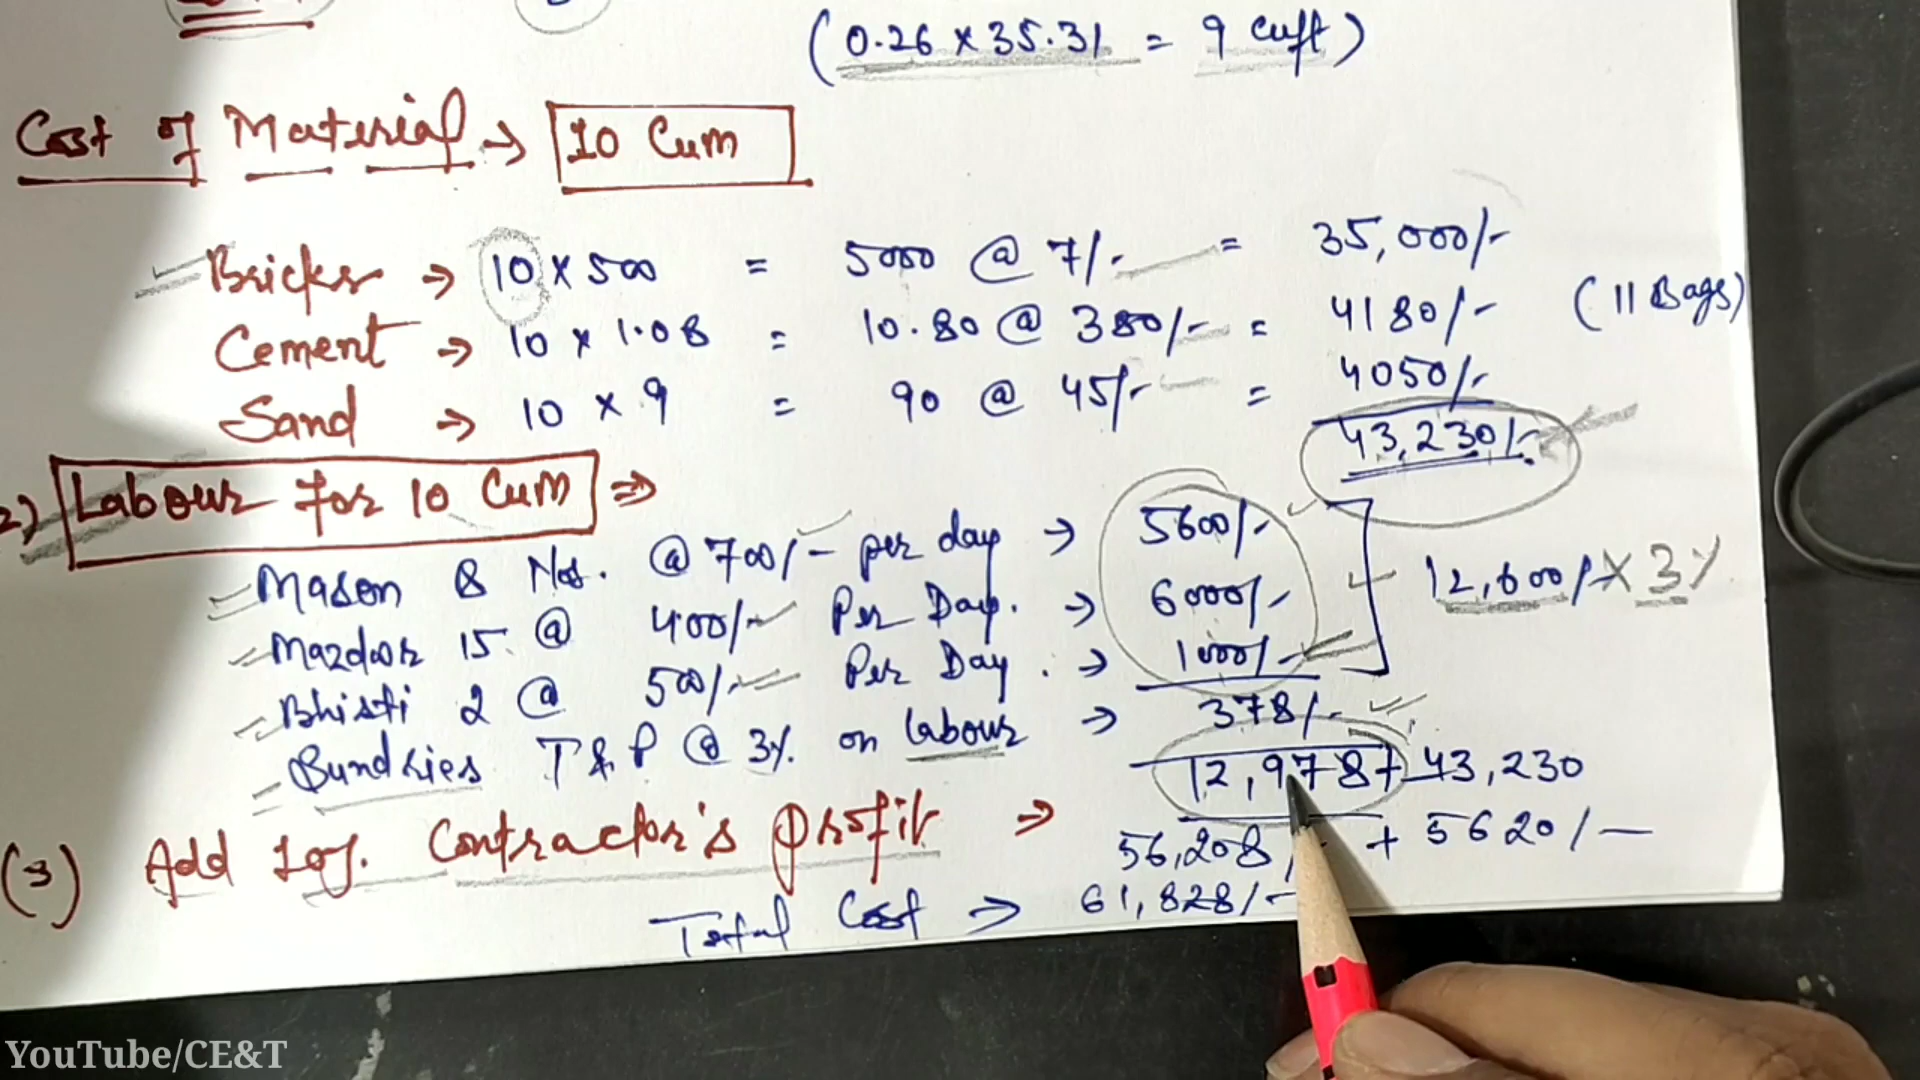 (0.26 x 35.31 = 9 cuft)
Cost of Material → 10 Cum
Bricks → 10 x 500 = 5000 @ 7/- = 35,000/-
Cement → 10 x 1.08 = 10.80 @ 380/- = 4180/- (11 Bags)
Sand → 10 x 9 = 90 @ 45/- = 4050/-
43,230/-
2) Labour for 10 Cum ⇒
Mason 8 Nos. @ 700/- per day → 5600/-
Mazdoor 15 @ 400/- Per Day. → 6000/-
12,600/- x 3%
Bhisti 2 @ 500/- Per Day. → 1000/-
Sundries T & P @ 3% on labour → 378/-
12,978 + 43,230
(3) Add 10%. Contractor's profit → 56,208/- + 5620/-
Total Cost → 61,828/-
YouTube/CE&T